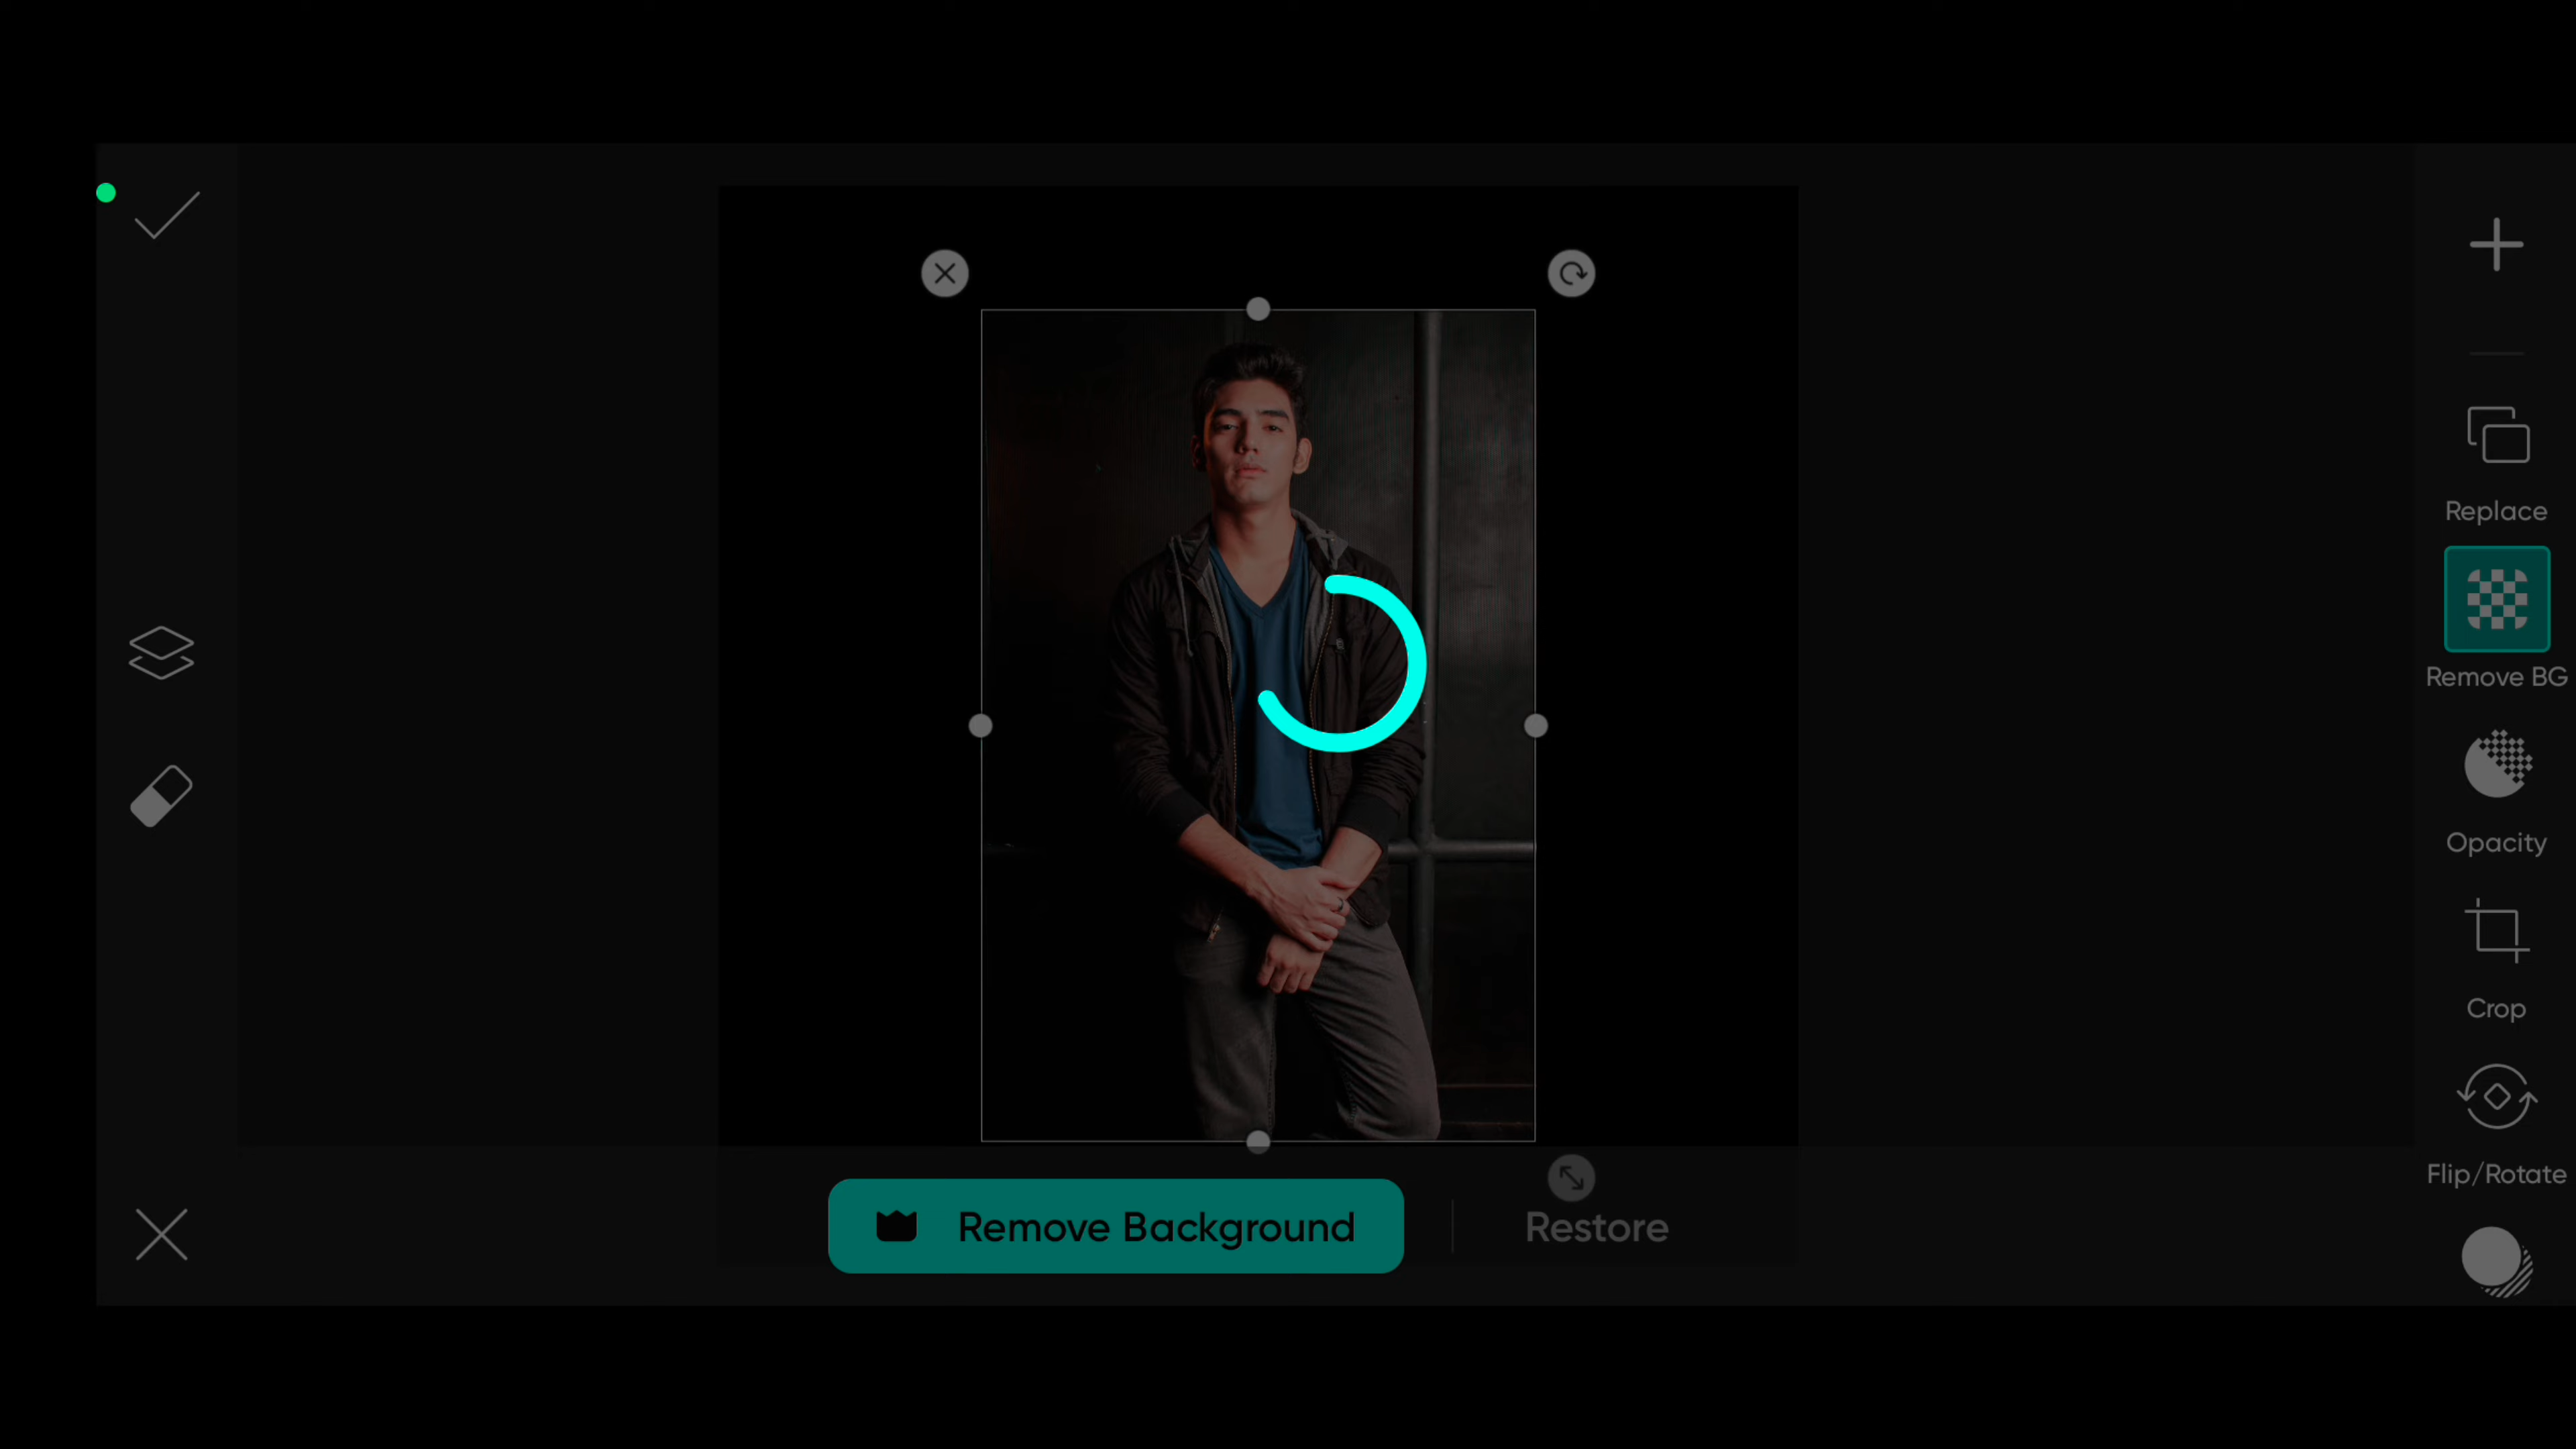 Replace
Remove BG
Opacity
Crop
Flip/Rotate
Remove Background
Restore